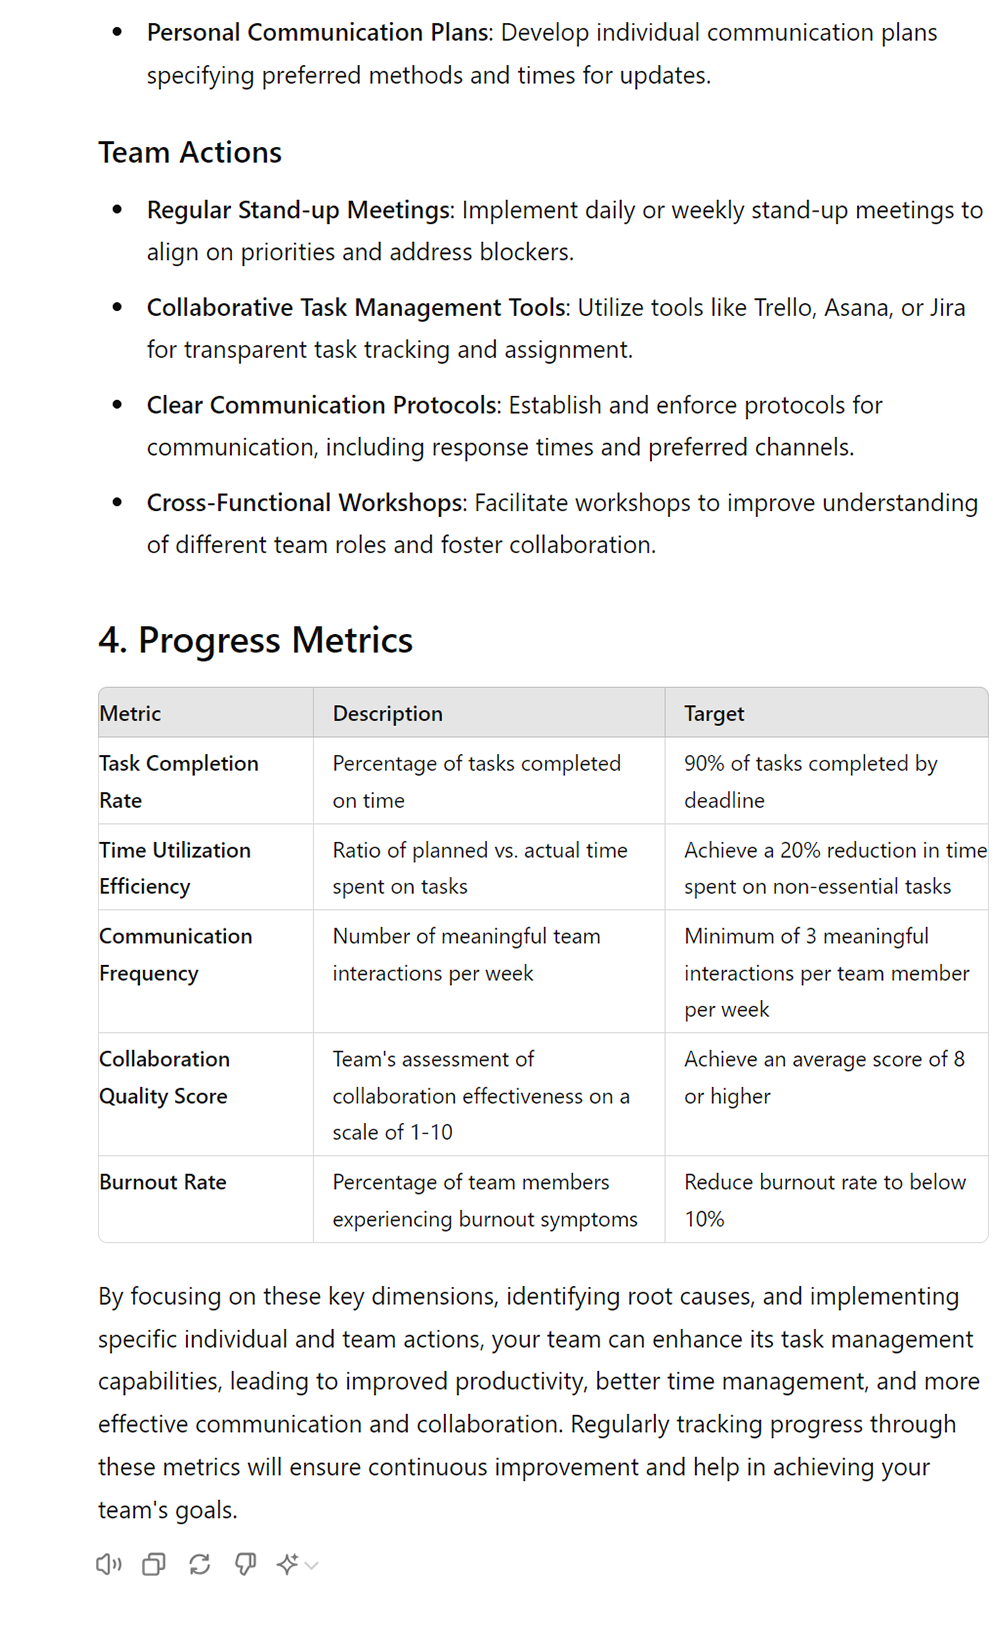 Personal Communication Plans: Develop individual communication plans
specifying preferred methods and times for updates.
Team Actions
Regular Stand-up Meetings: Implement daily or weekly stand-up meetings to
align on priorities and address blockers.
Collaborative Task Management Tools: Utilize tools like Trello, Asana, or Jira
for transparent task tracking and assignment.
Clear Communication Protocols: Establish and enforce protocols for
communication, including response times and preferred channels.
Cross-Functional Workshops: Facilitate workshops to improve understanding
of different team roles and foster collaboration.
4. Progress Metrics
Metric
Description
Target
Task Completion
Rate
Percentage of tasks completed
on time
90% of tasks completed by
deadline
Time Utilization
Efficiency
Ratio of planned vs. actual time
spent on tasks
Achieve a 20% reduction in time
spent on non-essential tasks
Communication
Frequency
Number of meaningful team
interactions per week
Minimum of 3 meaningful
interactions per team member
per week
Collaboration
Quality Score
Team's assessment of
collaboration effectiveness on a
scale of 1-10
Achieve an average score of 8
or higher
Burnout Rate
Percentage of team members
experiencing burnout symptoms
Reduce burnout rate to below
10%
By focusing on these key dimensions, identifying root causes, and implementing
specific individual and team actions, your team can enhance its task management
capabilities, leading to improved productivity, better time management, and more
effective communication and collaboration. Regularly tracking progress through
these metrics will ensure continuous improvement and help in achieving your
team's goals.